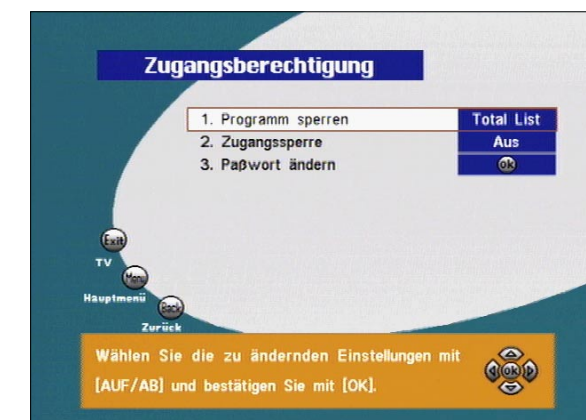 Zugangsberechtigung
1. Programm sperren Total List
2. Zugangssperre Aus
3. Paßwort ändern ok
Exit
TV
Menu
Hauptmenü
Back
Zurück
Wählen Sie die zu ändernden Einstellungen mit
[AUF/AB] und bestätigen Sie mit [OK].
ok